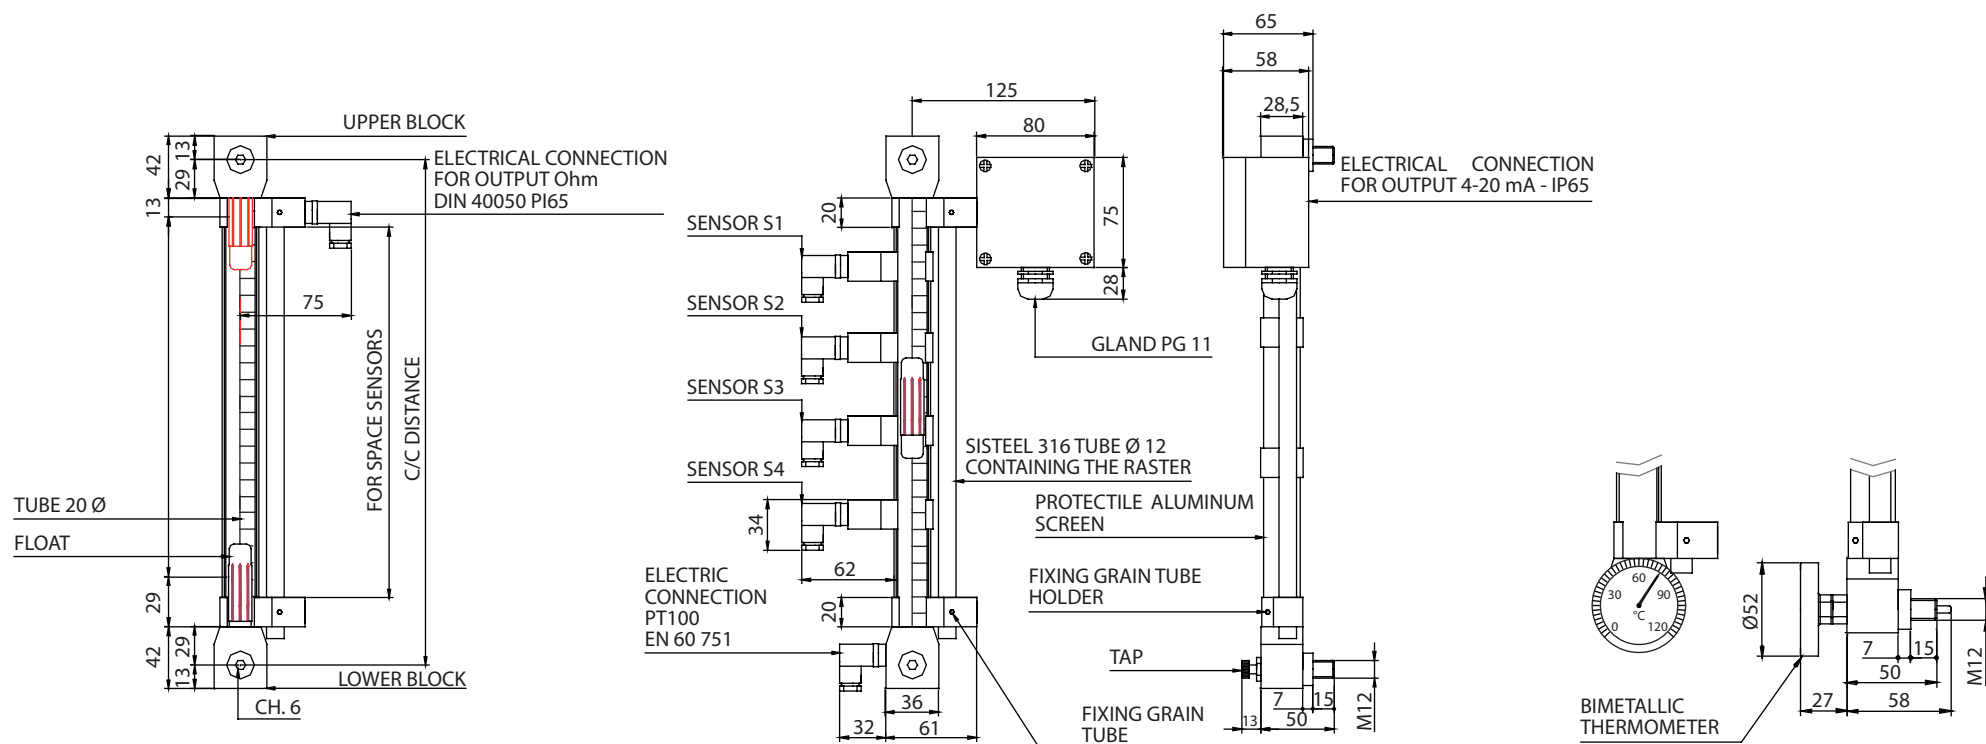 UPPER BLOCK
ELECTRICAL CONNECTION
FOR OUTPUT Ohm
DIN 40050 PI65
42
13
29
13
75
FOR SPACE SENSORS
C/C DISTANCE
TUBE 20 Ø
FLOAT
29
42
29
13
LOWER BLOCK
CH. 6
125
80
20
75
28
SENSOR S1
SENSOR S2
SENSOR S3
SENSOR S4
GLAND PG 11
SISTEEL 316 TUBE Ø 12
CONTAINING THE RASTER
34
62
20
ELECTRIC
CONNECTION
PT100
EN 60 751
36
32
61
65
58
28,5
ELECTRICAL CONNECTION
FOR OUTPUT 4-20 mA - IP65
PROTECTILE ALUMINUM
SCREEN
FIXING GRAIN TUBE
HOLDER
TAP
FIXING GRAIN
TUBE
7
15
13
50
M12
0
30
60
90
120
°C
Ø52
7
15
50
27
58
M12
BIMETALLIC
THERMOMETER